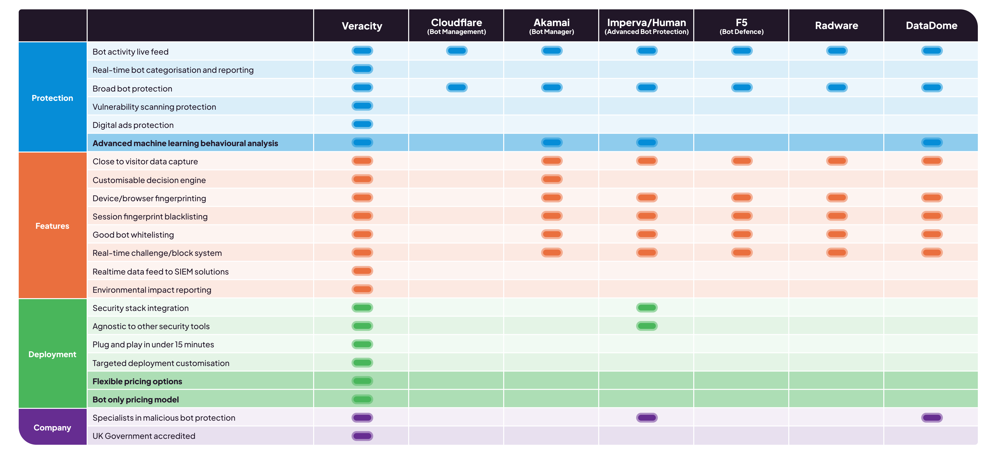 Veracity
Cloudflare
(Bot Management)
Akamai
(Bot Manager)
Imperva/Human
(Advanced Bot Protection)
F5
(Bot Defence)
Radware
DataDome
Protection
Bot activity live feed
Real-time bot categorisation and reporting
Broad bot protection
Vulnerability scanning protection
Digital ads protection
Advanced machine learning behavioural analysis
Features
Close to visitor data capture
Customisable decision engine
Device/browser fingerprinting
Session fingerprint blacklisting
Good bot whitelisting
Real-time challenge/block system
Realtime data feed to SIEM solutions
Environmental impact reporting
Deployment
Security stack integration
Agnostic to other security tools
Plug and play in under 15 minutes
Targeted deployment customisation
Flexible pricing options
Bot only pricing model
Company
Specialists in malicious bot protection
UK Government accredited